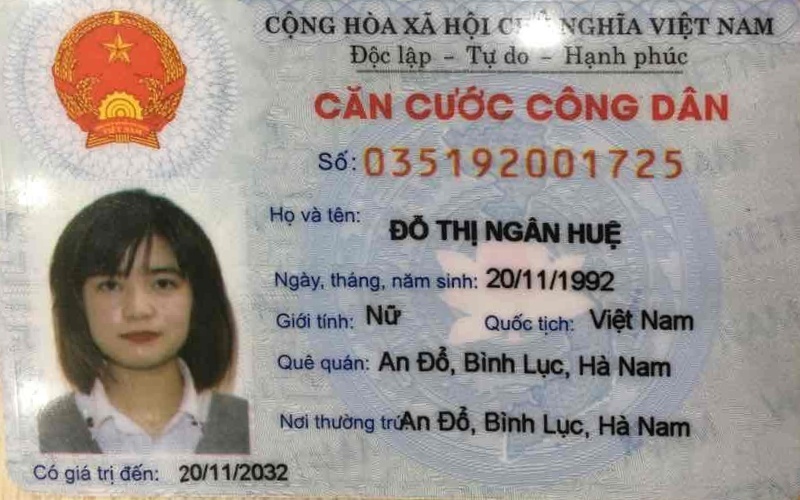 CỘNG HÒA XÃ HỘI CHỦ NGHĨA VIỆT NAM
Độc lập - Tự do - Hạnh phúc
CĂN CƯỚC CÔNG DÂN
Số: 035192001725
Họ và tên: ĐỖ THỊ NGÂN HUỆ
Ngày, tháng, năm sinh: 20/11/1992
Giới tính: Nữ Quốc tịch: Việt Nam
Quê quán: An Đổ, Bình Lục, Hà Nam
Nơi thường trú An Đổ, Bình Lục, Hà Nam
Có giá trị đến: 20/11/2032
VIỆT NAM